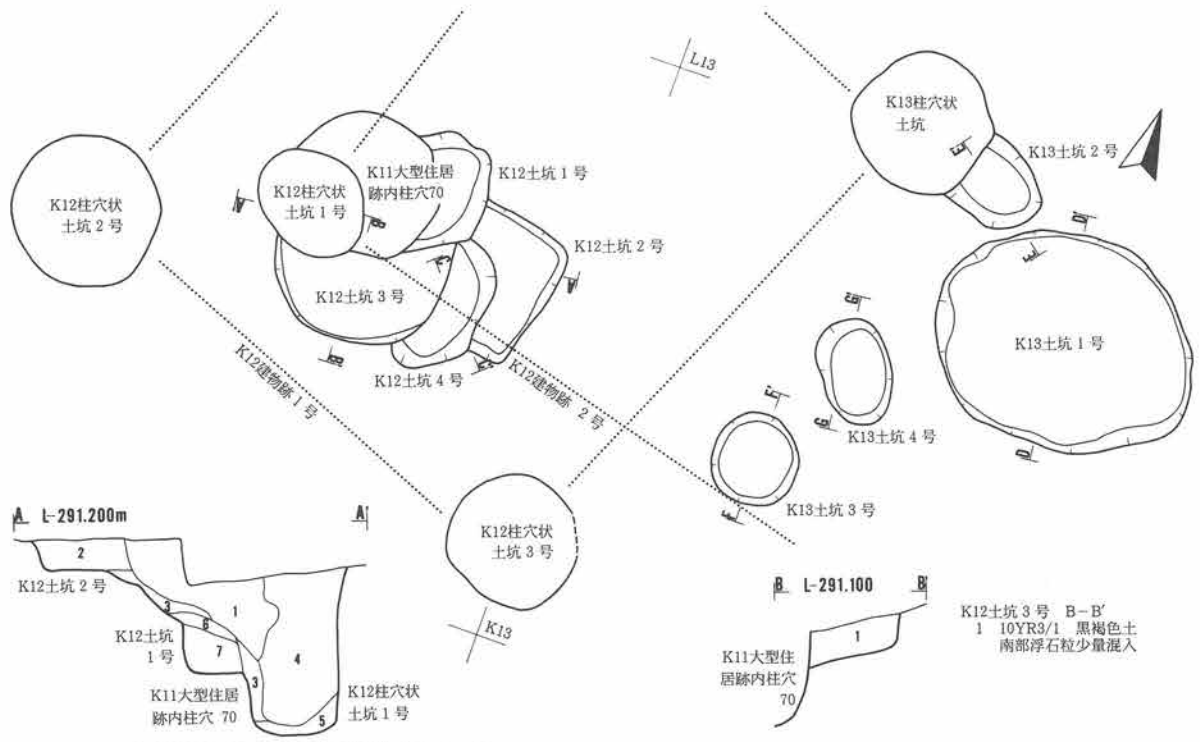 L13
K13柱穴状
土坑
E
K13土坑 2 号
K12柱穴状
土坑 2 号
K12柱穴状
土坑 1 号
K11大型住居
跡内柱穴70
K12土坑 1 号
A'
B'
K12土坑 2 号
A
K12土坑 3 号
B
K12土坑 4 号
K12建物跡 1 号
K12建物跡 2 号
D'
E'
K13土坑 1 号
G'
G
K13土坑 4 号
D
F'
F
K13土坑 3 号
K12柱穴状
土坑 3 号
K13
A L-291.200m A'
2
K12土坑 2 号
3
1
6
K12土坑
1 号
7
4
3
K11大型住居
跡内柱穴 70
5
K12柱穴状
土坑 1 号
B L-291.100 B'
1
K11大型住
居跡内柱穴
70
K12土坑 3 号 B-B'
1 10YR3/1 黒褐色土
南部浮石粒少量混入